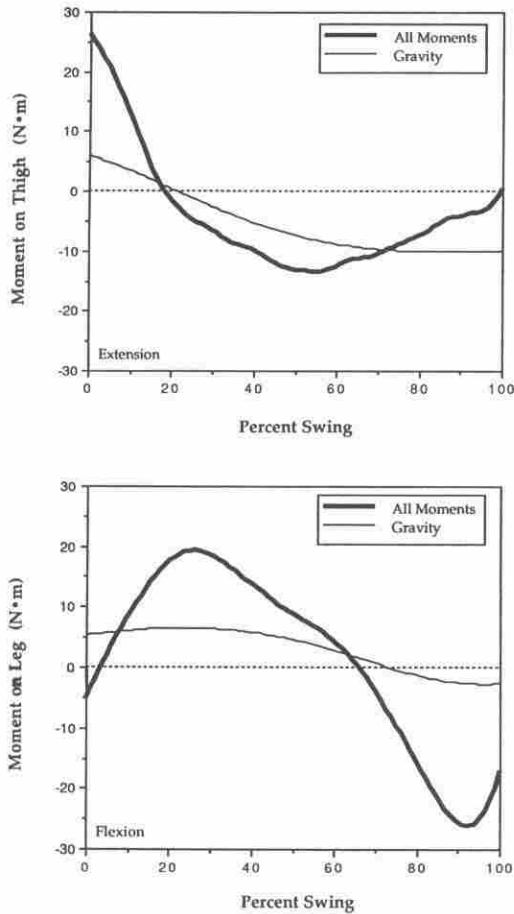 30
20
10
0
-10
-20
-30
Moment on Thigh (N•m)
All Moments
Gravity
Extension
0
20
40
60
80
100
Percent Swing
30
20
10
0
-10
-20
-30
Moment on Leg (N•m)
All Moments
Gravity
Flexion
0
20
40
60
80
100
Percent Swing